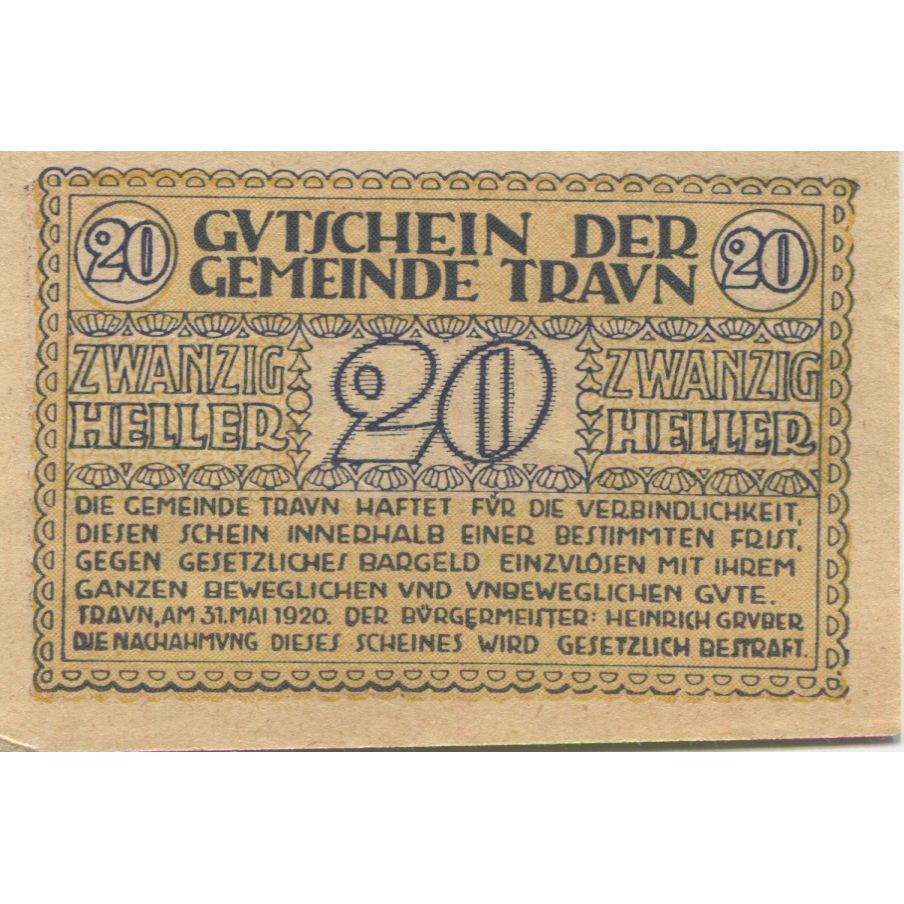 20 GVTSCHEIN DER 20
GEMEINDE TRAVN
ZWANZIG 20 ZWANZIG
HELLER HELLER
DIE GEMEINDE TRAVN HAFTET FÜR DIE VERBINDLICHKEIT,
DIESEN SCHEIN INNERHALB EINER BESTIMMTEN FRIST,
GEGEN GESETZLICHES BARGELD EINZVLÖSEN MIT IHREM
GANZEN BEWEGLICHEN VND VNBEWEGLICHEN GVTE.
TRAVN, AM 31. MAI 1920. DER BÜRGERMEISTER: HEINRICH GRVBER
DIE NACHAHMVNG DIESES SCHEINES WIRD GESETZLICH BESTRAFT.